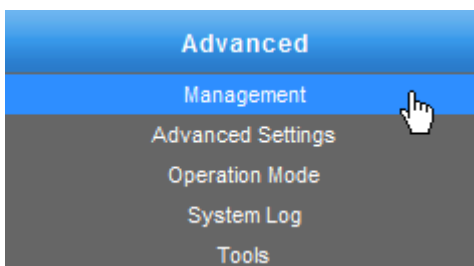 Advanced
Management
Advanced Settings
Operation Mode
System Log
Tools